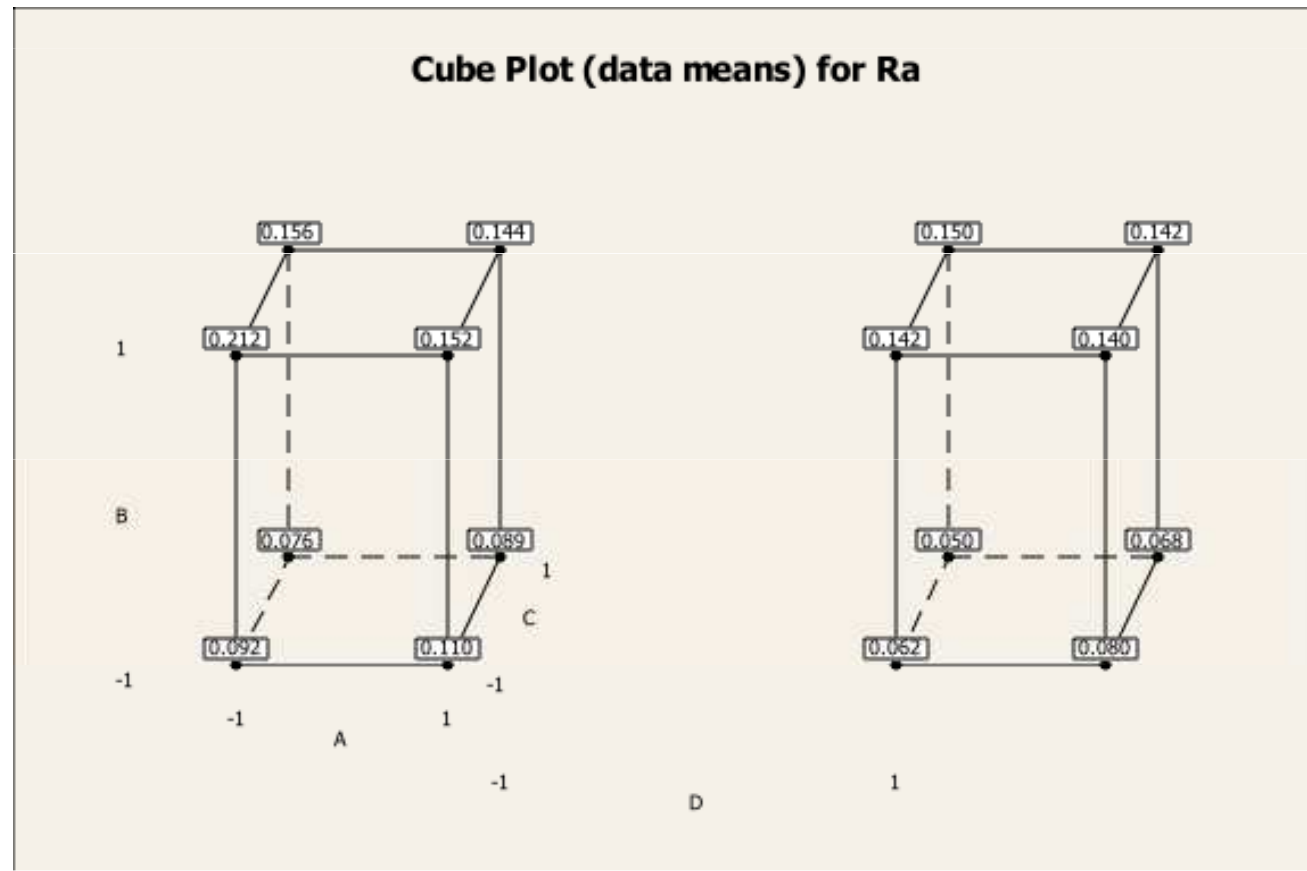 Cube Plot (data means) for Ra
0.156 0.144 0.150 0.142
0.212 0.152 0.142 0.140
1
B
0.076 0.089 0.050 0.068
1
C
0.092 0.110 0.062 0.080
-1
-1
-1 1
A
-1 1
D